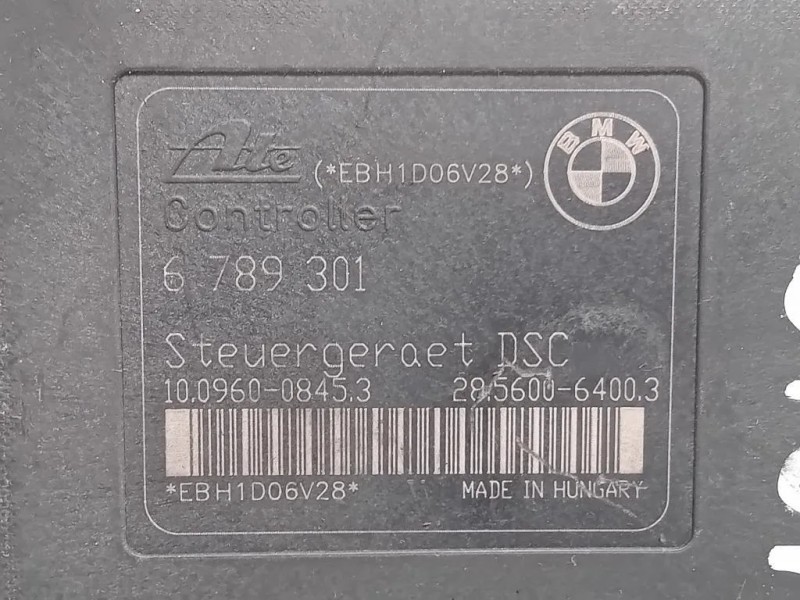 Ate (*EBH1D06V28*)
BMW
Controller
6 789 301
Steuergeraet DSC
10.0960-0845.3 28.5600-6400.3
*EBH1D06V28* MADE IN HUNGARY